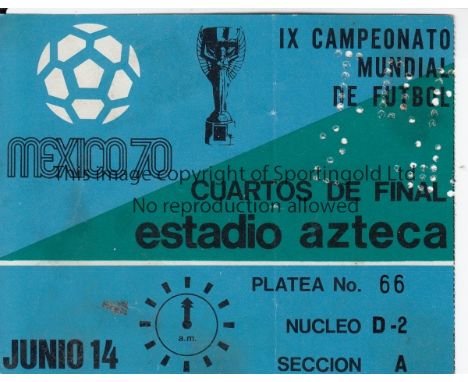 IX CAMPEONATO
MUNDIAL
DE FUTBOL
MEXICO 70
This image copyright of Sportingold Ltd
No reproduction allowed
CUARTOS DE FINAL
estadio azteca
PLATEA No. 66
NUCLEO D-2
SECCION A
a.m.
JUNIO 14